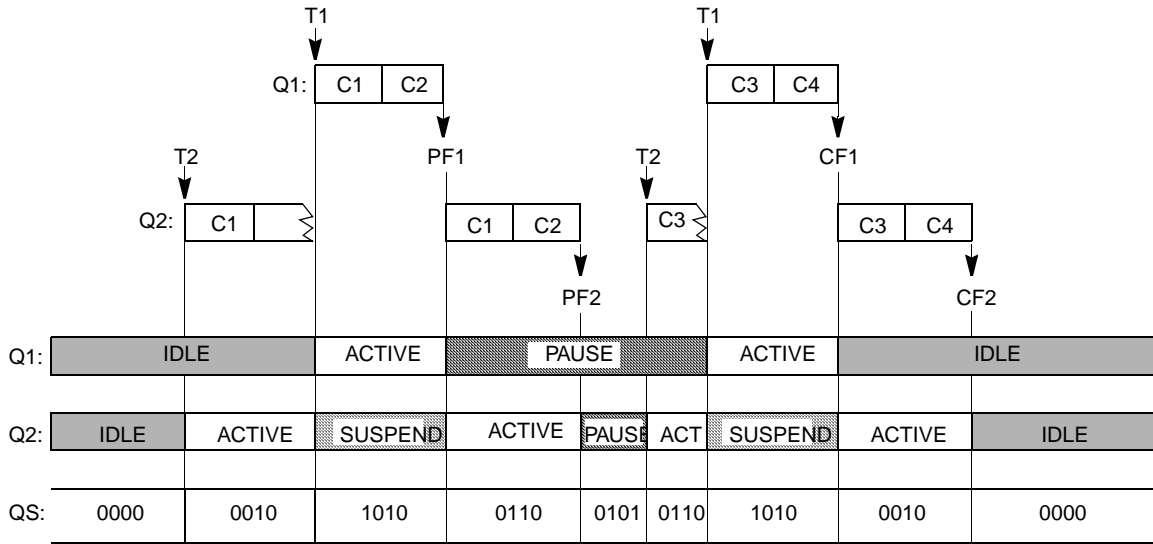 T1 T1
Q1: C1 C2 C3 C4
T2 PF1 T2 CF1
Q2: C1 C1 C2 C3 C3 C4
PF2 CF2
Q1: IDLE ACTIVE PAUSE ACTIVE IDLE
Q2: IDLE ACTIVE SUSPEND ACTIVE PAUSE ACT SUSPEND ACTIVE IDLE
QS: 0000 0010 1010 0110 0101 0110 1010 0010 0000